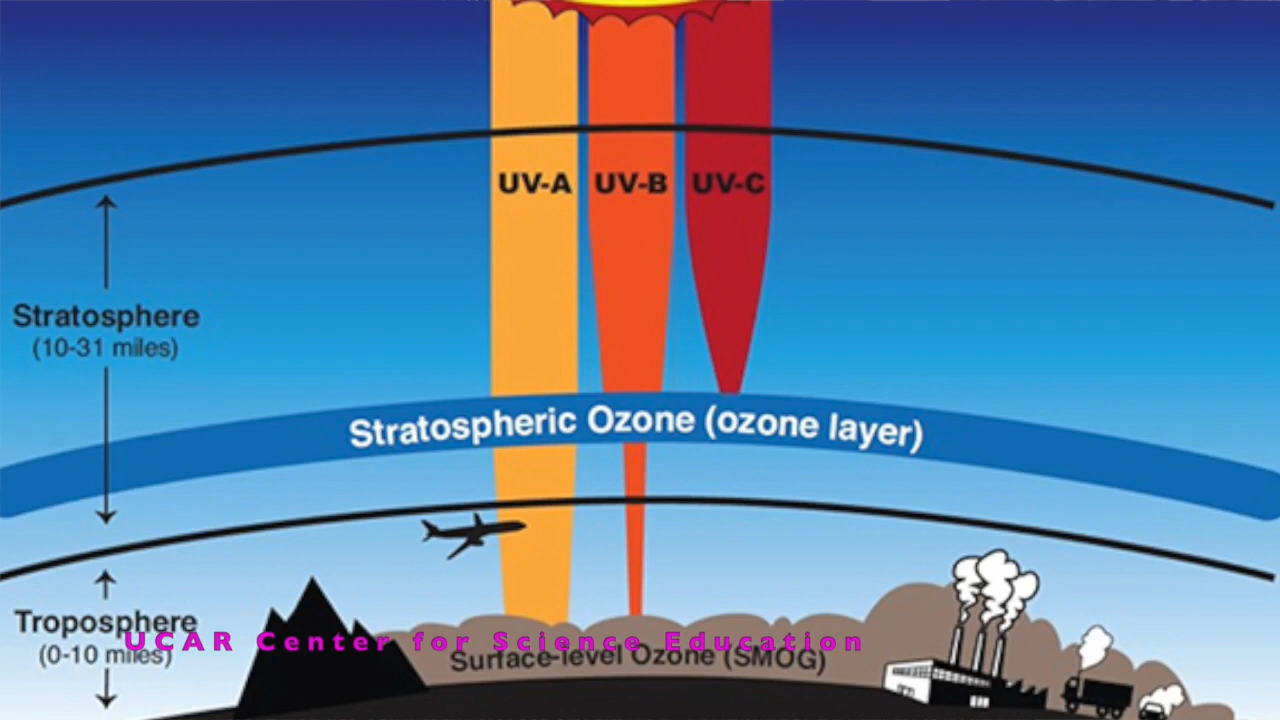 UV-A UV-B UV-C
Stratosphere
(10-31 miles)
Stratospheric Ozone (ozone layer)
Troposphere
(0-10 miles)
UCAR Center for Science Education
Surface-level Ozone (SMOG)